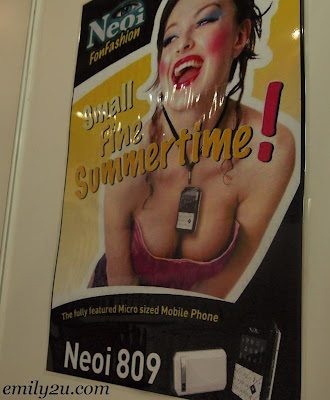 Neoi
FonFashion
Small
Fine
Summertime!
The fully featured Micro sized Mobile Phone
Neoi 809
emily2u.com